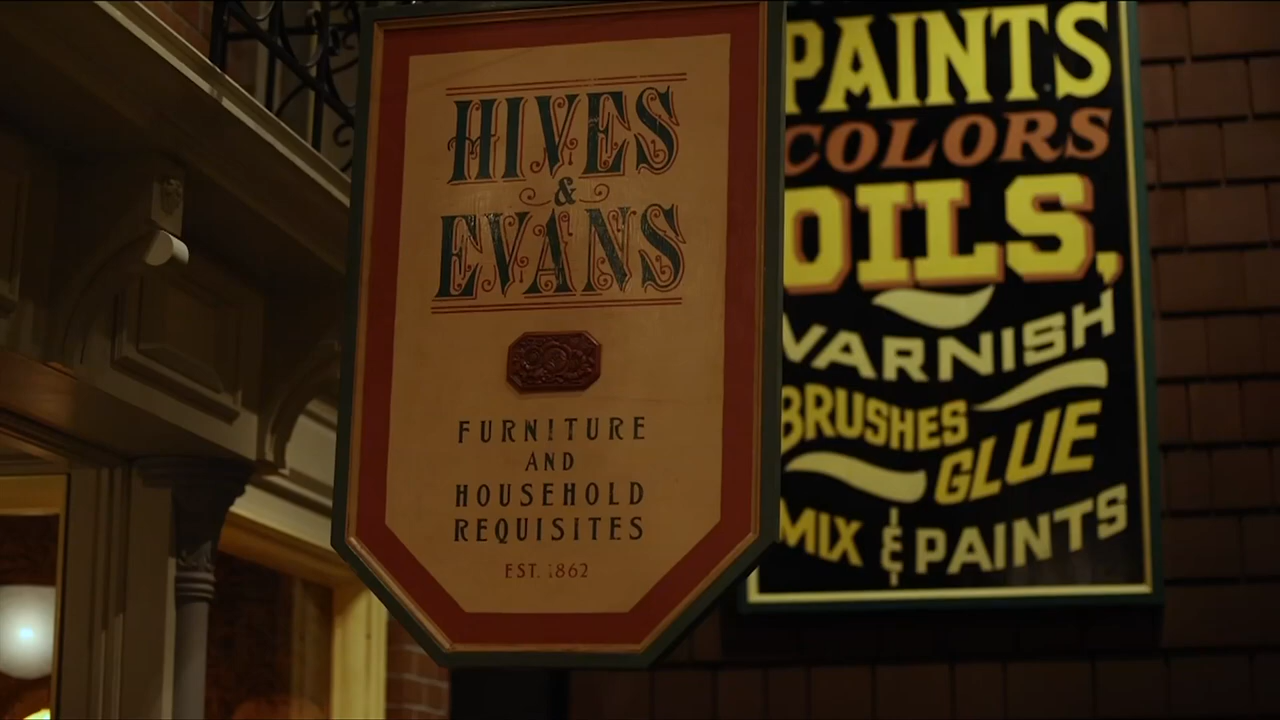 HIVES
&
EVANS
FURNITURE
AND
HOUSEHOLD
REQUISITES
EST. 1862
PAINTS
COLORS
OILS,
VARNISH
BRUSHES
GLUE
MIX & PAINTS